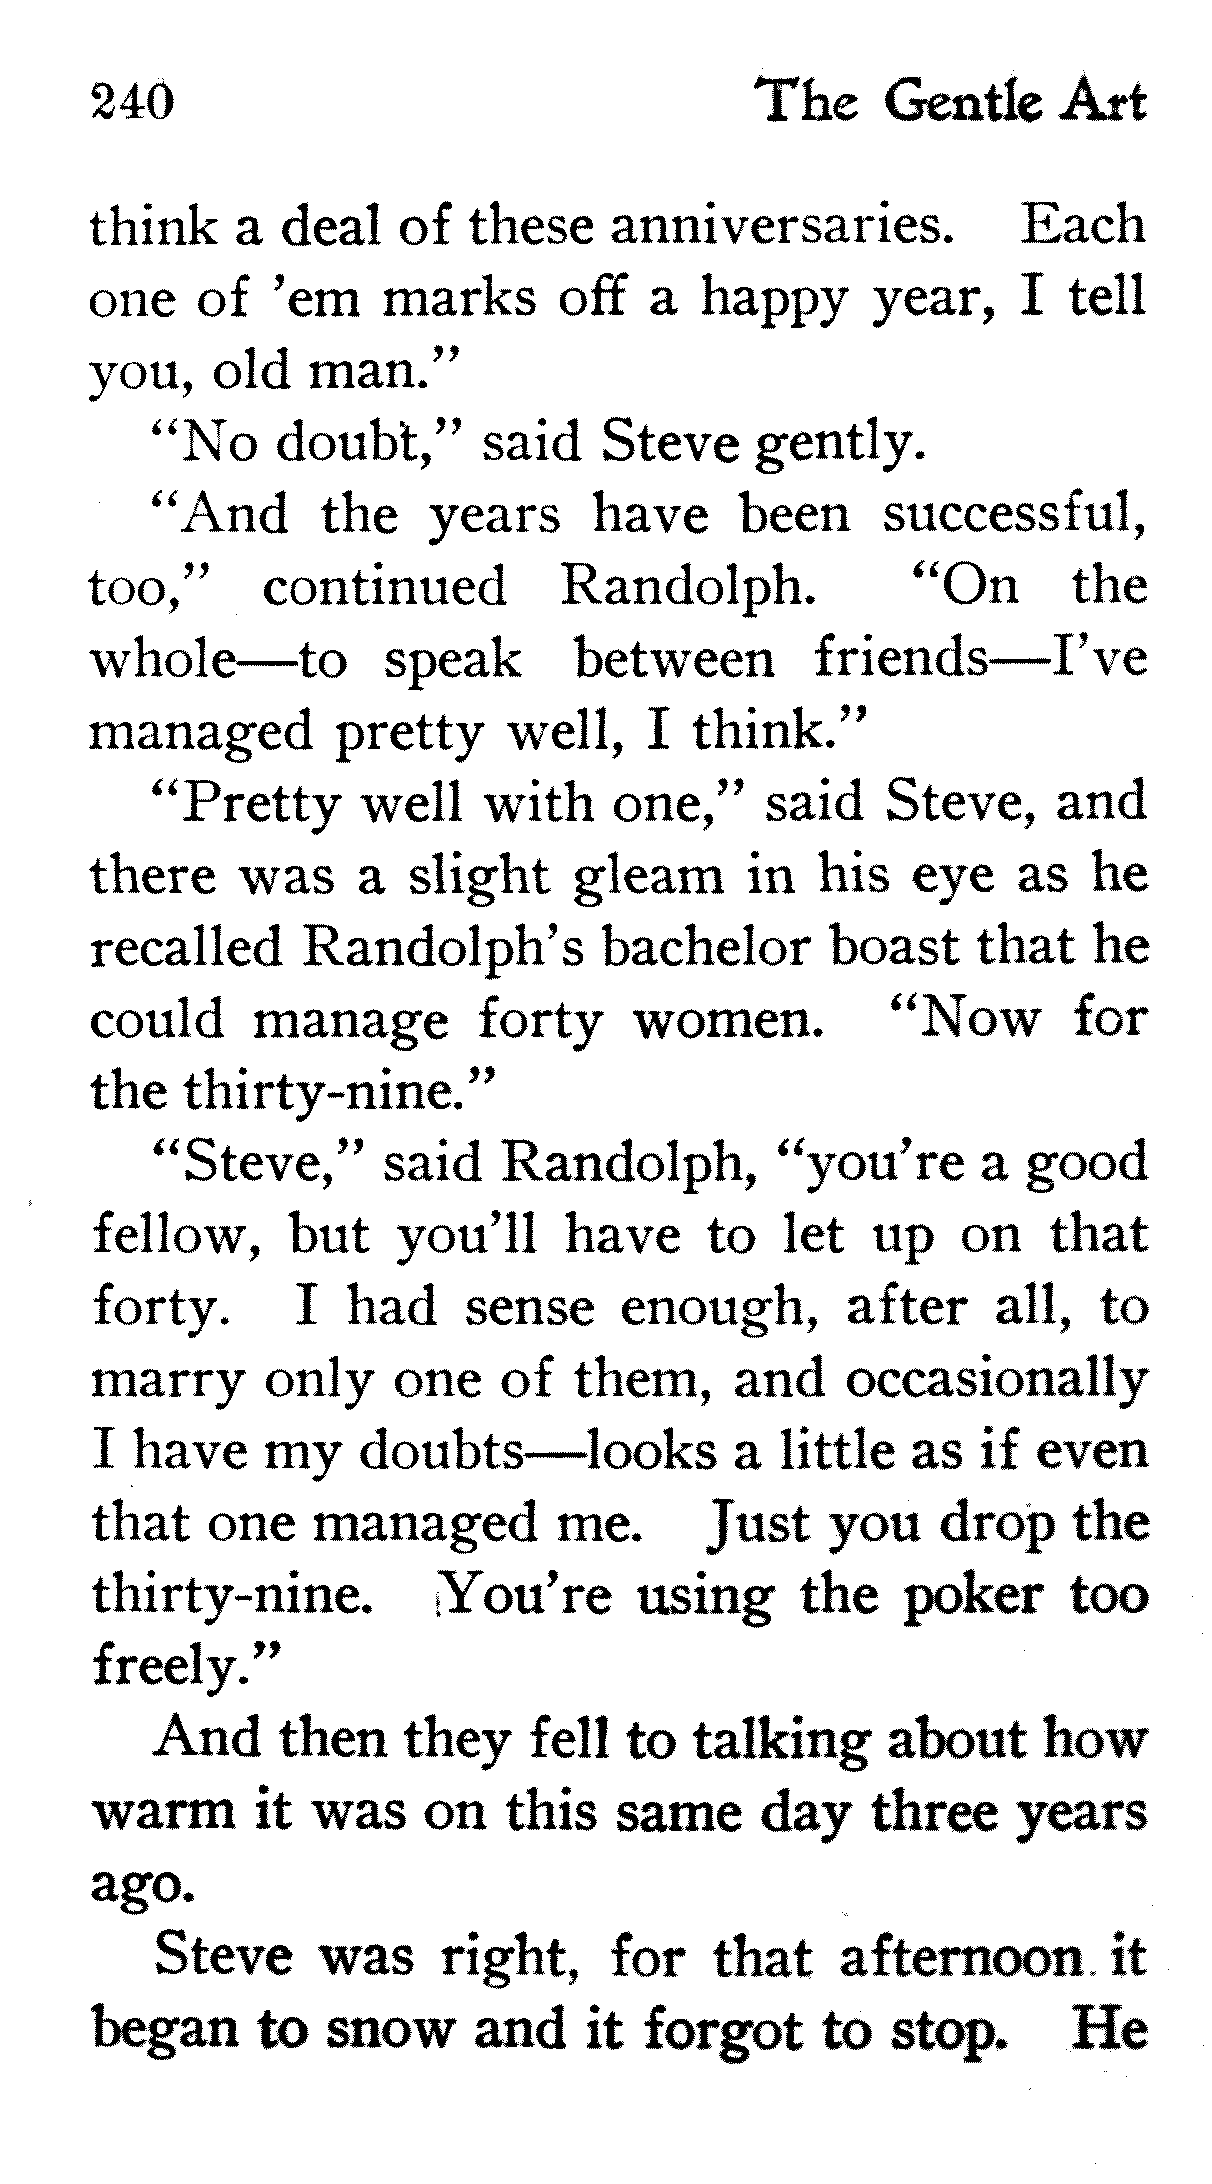 240 The Gentle Art
think a deal of these anniversaries. Each
one of 'em marks off a happy year, I tell
you, old man."
"No doubt," said Steve gently.
"And the years have been successful,
too," continued Randolph. "On the
whole—to speak between friends—I've
managed pretty well, I think."
"Pretty well with one," said Steve, and
there was a slight gleam in his eye as he
recalled Randolph's bachelor boast that he
could manage forty women. "Now for
the thirty-nine."
"Steve," said Randolph, "you're a good
fellow, but you'll have to let up on that
forty. I had sense enough, after all, to
marry only one of them, and occasionally
I have my doubts—looks a little as if even
that one managed me. Just you drop the
thirty-nine. You're using the poker too
freely."
And then they fell to talking about how
warm it was on this same day three years
ago.
Steve was right, for that afternoon it
began to snow and it forgot to stop. He